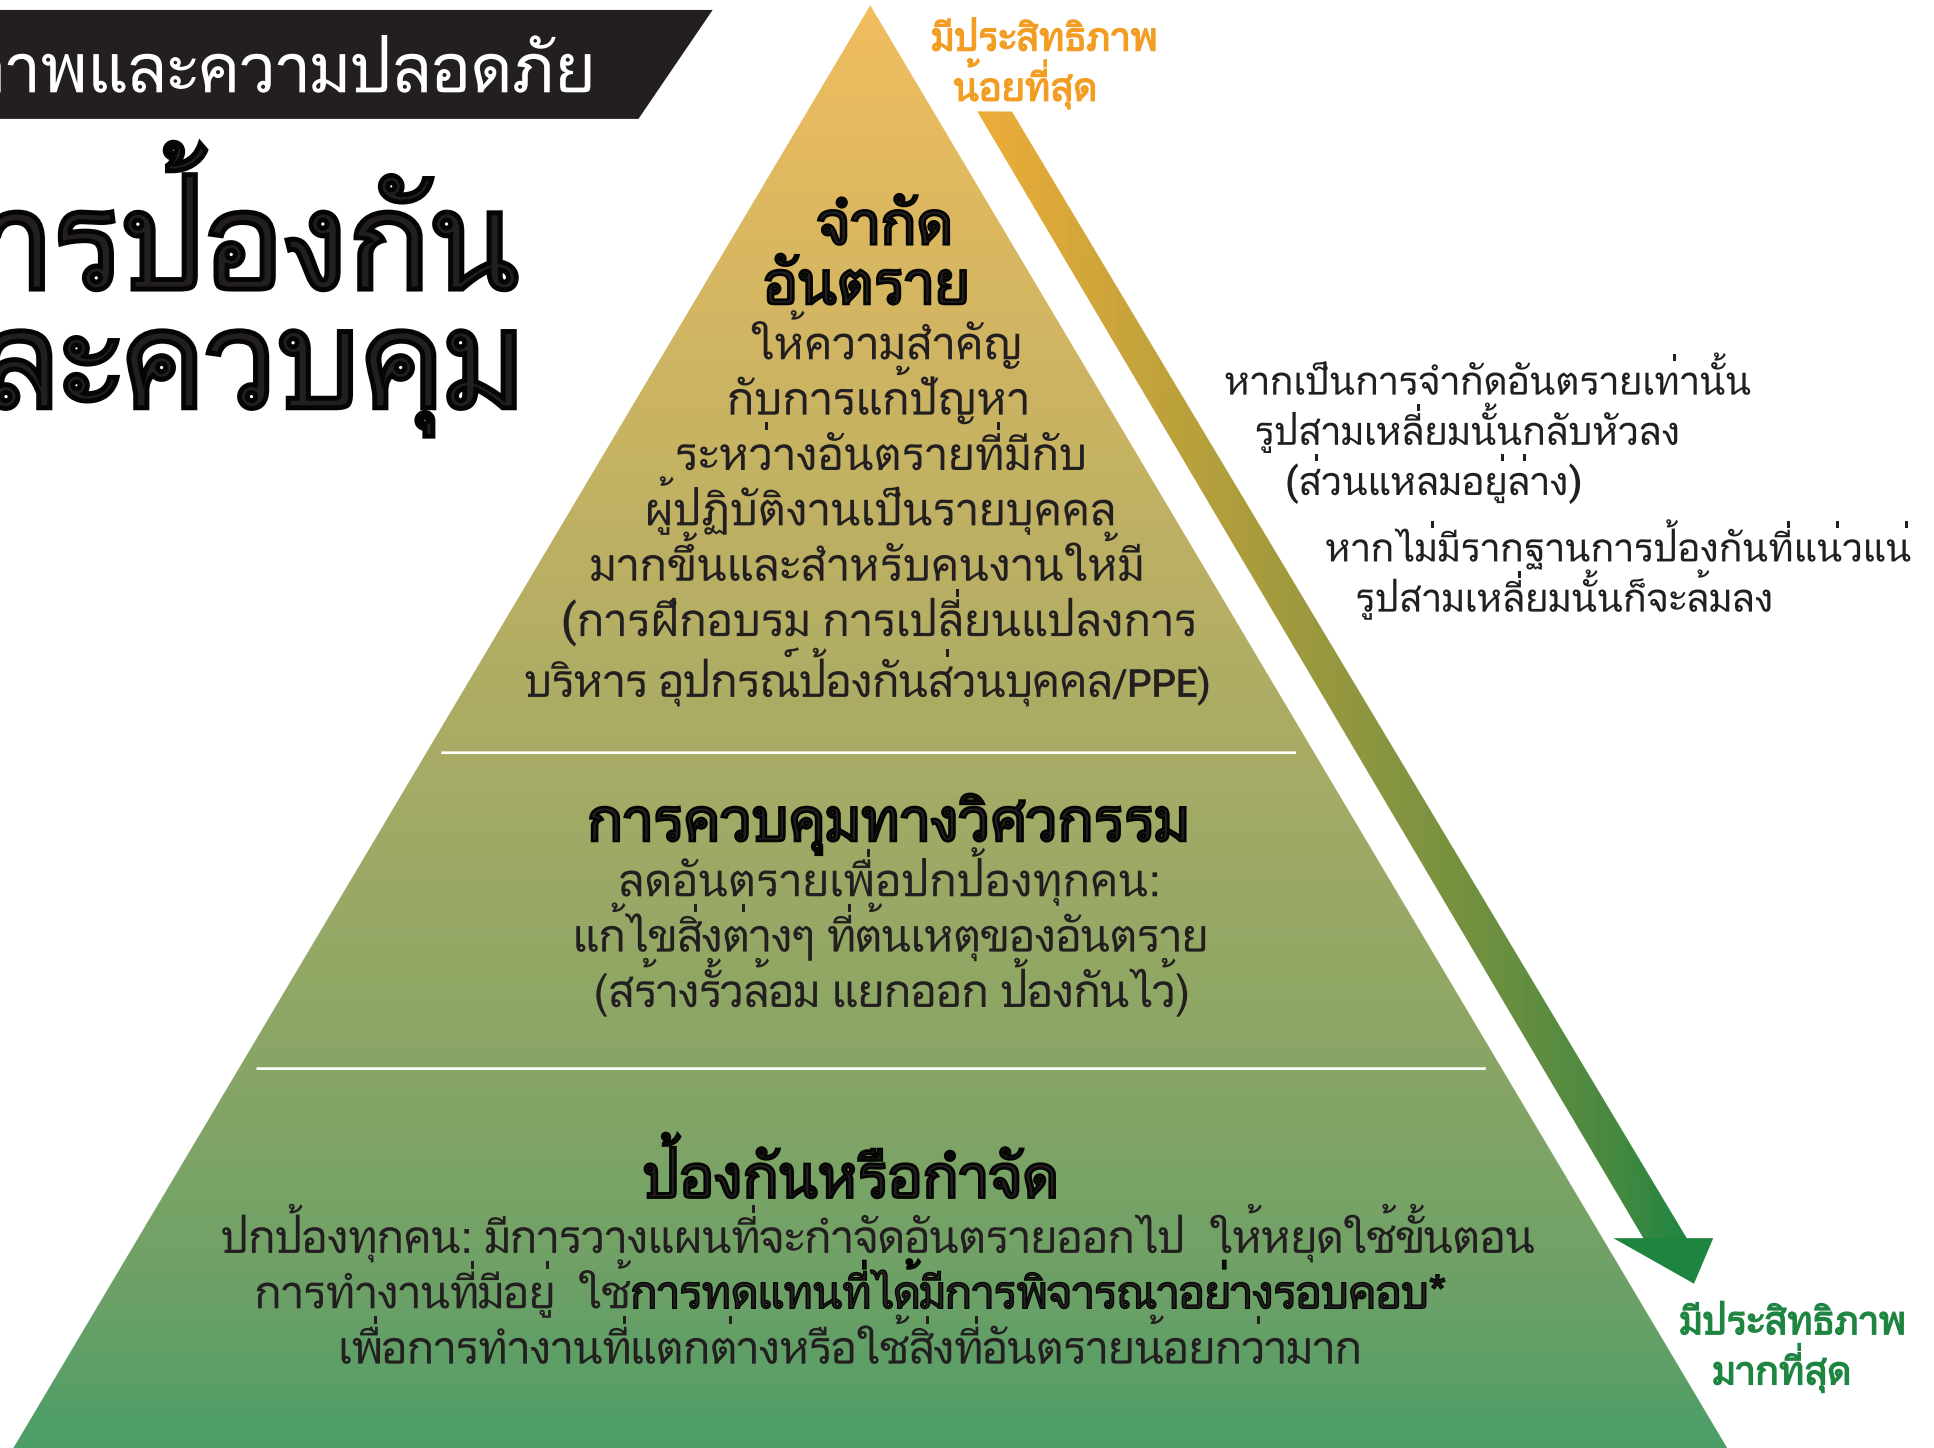 าพและความปลอดภัย
ารป้องกัน
ละควบคุม
มีประสิทธิภาพ
น้อยที่สุด
จำกัด
อันตราย
ให้ความสำคัญ
กับการแก้ปัญหา
ระหว่างอันตรายที่มีกับ
ผู้ปฏิบัติงานเป็นรายบุคคล
มากขึ้นและสำหรับคนงานให้มี
(การฝึกอบรม การเปลี่ยนแปลงการ
บริหาร อุปกรณ์ป้องกันส่วนบุคคล/PPE)
หากเป็นการจำกัดอันตรายเท่านั้น
รูปสามเหลี่ยมนั้นกลับหัวลง
(ส่วนแหลมอยู่ล่าง)
หากไม่มีรากฐานการป้องกันที่แน่วแน่
รูปสามเหลี่ยมนั้นก็จะล้มลง
การควบคุมทางวิศวกรรม
ลดอันตรายเพื่อปกป้องทุกคน:
แก้ไขสิ่งต่างๆ ที่ต้นเหตุของอันตราย
(สร้างรั้วล้อม แยกออก ป้องกันไว้)
ป้องกันหรือกำจัด
ปกป้องทุกคน: มีการวางแผนที่จะกำจัดอันตรายออกไป ให้หยุดใช้ขั้นตอน
การทำงานที่มีอยู่ ใช้การทดแทนที่ได้มีการพิจารณาอย่างรอบคอบ*
เพื่อการทำงานที่แตกต่างหรือใช้สิ่งที่อันตรายน้อยกว่ามาก
มีประสิทธิภาพ
มากที่สุด